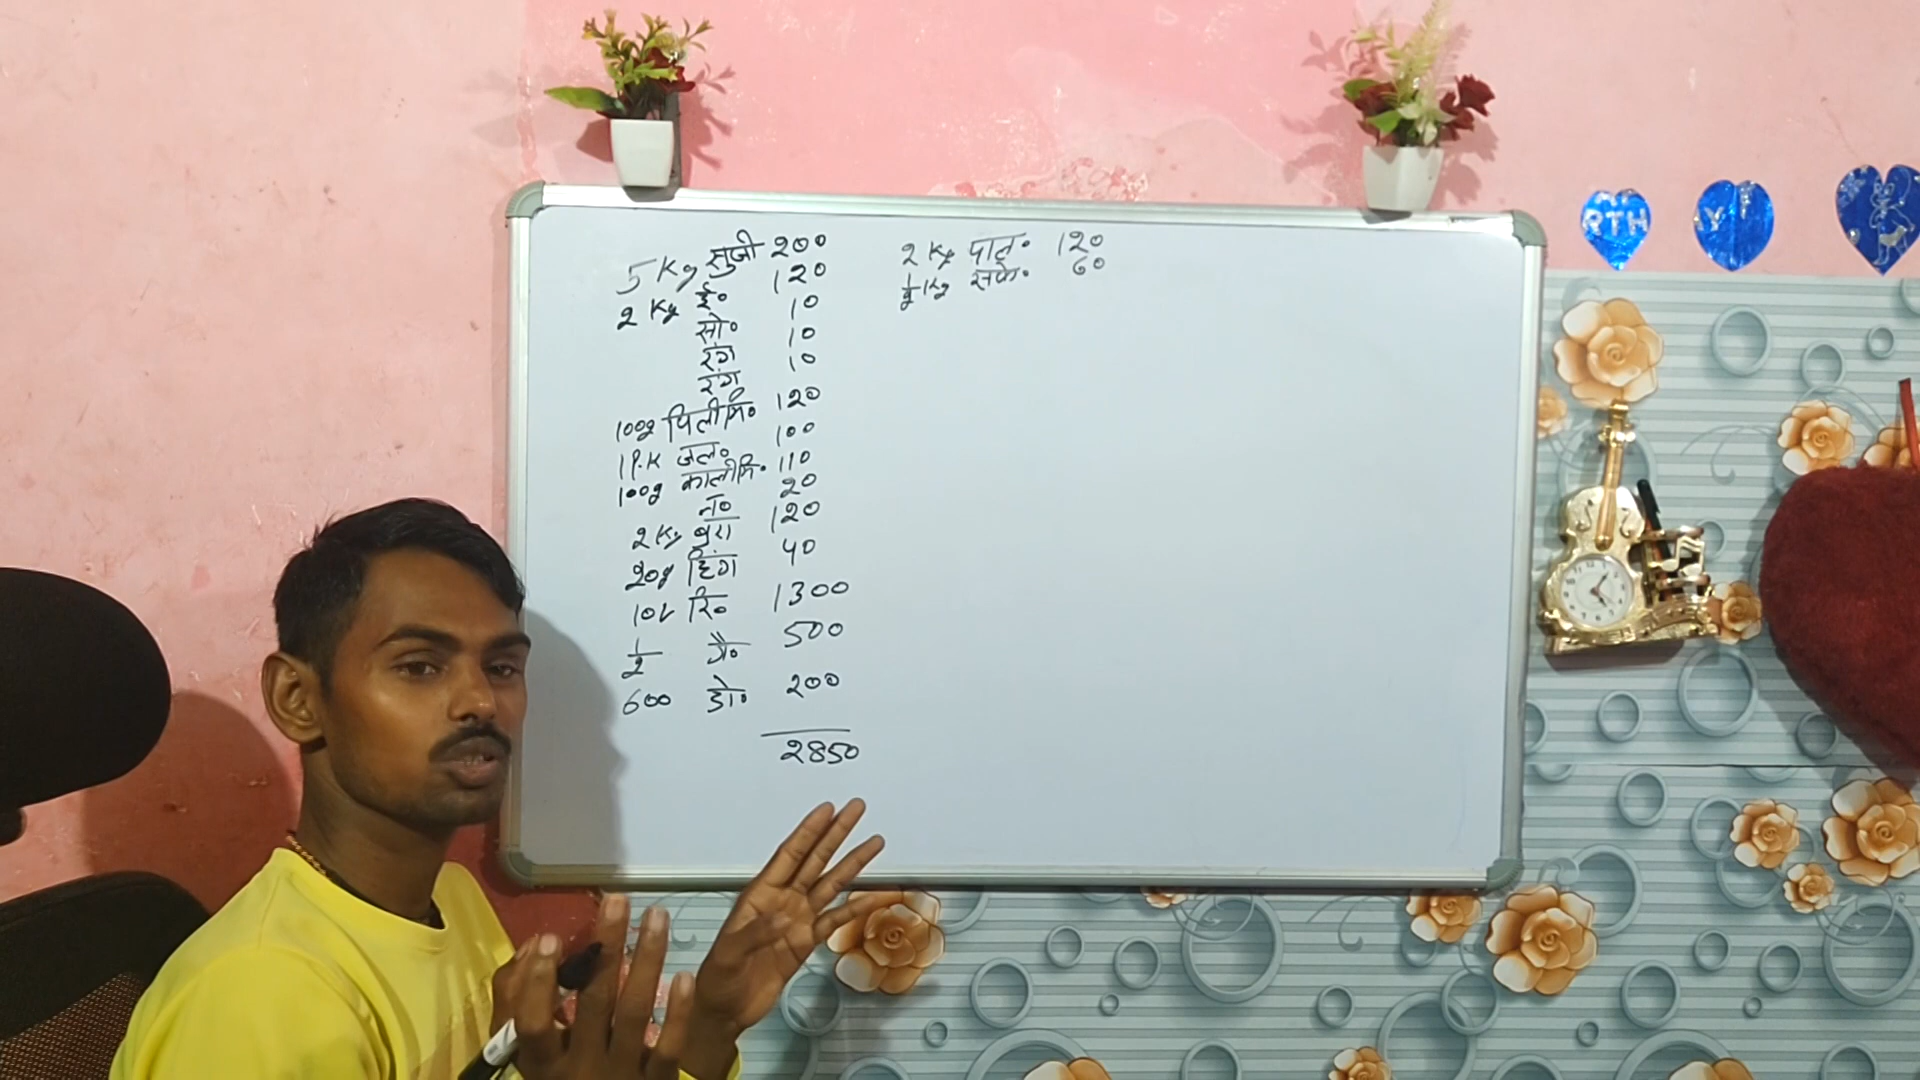 5 Kg सुजी 200
2 Kg ई० 120
सो० 10
रंग 10
रंग 10
100g पिलीमि० 120
1P.K जल० 100
100g कालीमि० 110
न० 20
2 Kg बुरा 120
20g हिंग 40
10L रि० 1300
1/2 गै० 500
600 डो० 200
2850
2 Kg पाल० 120
1/2 Kg सफे० 60
RTH
Y